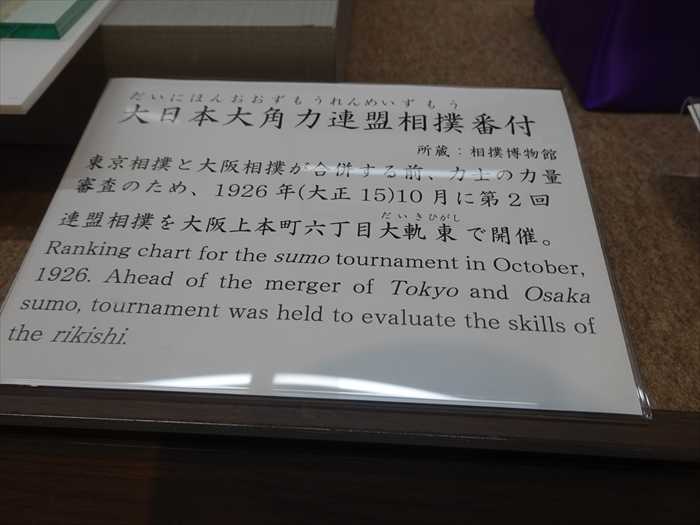 だいにほんおおずもうれんめいずもう
大日本大角力連盟相撲番付
所蔵：相撲博物館
東京相撲と大阪相撲が合併する前、力士の力量
審査のため、1926年(大正15)10月に第2回
だいきひがし
連盟相撲を大阪上本町六丁目大軌東で開催。
Ranking chart for the sumo tournament in October,
1926. Ahead of the merger of Tokyo and Osaka
sumo, tournament was held to evaluate the skills of
the rikishi.